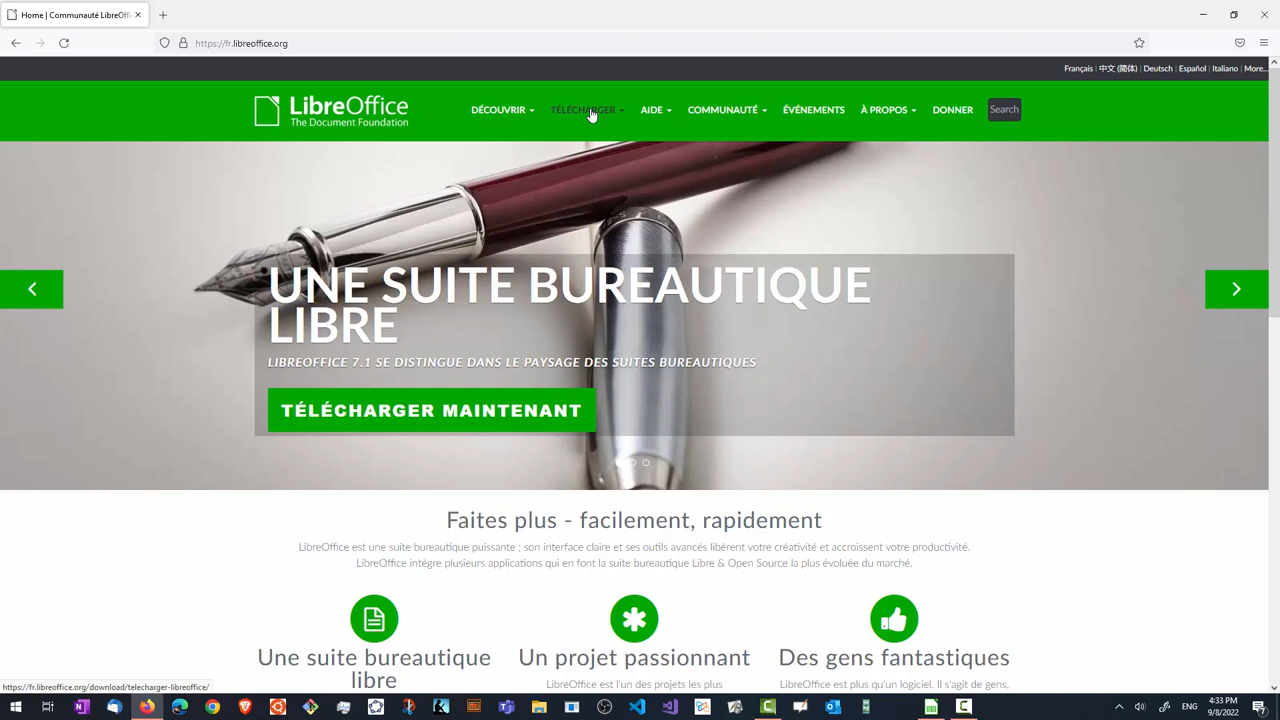 Home | Communauté LibreOffi
https://fr.libreoffice.org
Français | 中文 (简体) | Deutsch | Español | Italiano | More...
LibreOffice
The Document Foundation
DÉCOUVRIR
TÉLÉCHARGER
AIDE
COMMUNAUTÉ
ÉVÉNEMENTS
À PROPOS
DONNER
Search
UNE SUITE BUREAUTIQUE
LIBRE
LIBREOFFICE 7.1 SE DISTINGUE DANS LE PAYSAGE DES SUITES BUREAUTIQUES
TÉLÉCHARGER MAINTENANT
Faites plus - facilement, rapidement
LibreOffice est une suite bureautique puissante ; son interface claire et ses outils avancés libèrent votre créativité et accroissent votre productivité.
LibreOffice intègre plusieurs applications qui en font la suite bureautique Libre & Open Source la plus évoluée du marché.
Une suite bureautique
libre
Un projet passionnant
LibreOffice est l'un des projets les plus
Des gens fantastiques
LibreOffice est plus qu'un logiciel. Il s'agit de gens,
https://fr.libreoffice.org/download/telecharger-libreoffice/
4:33 PM
9/8/2022